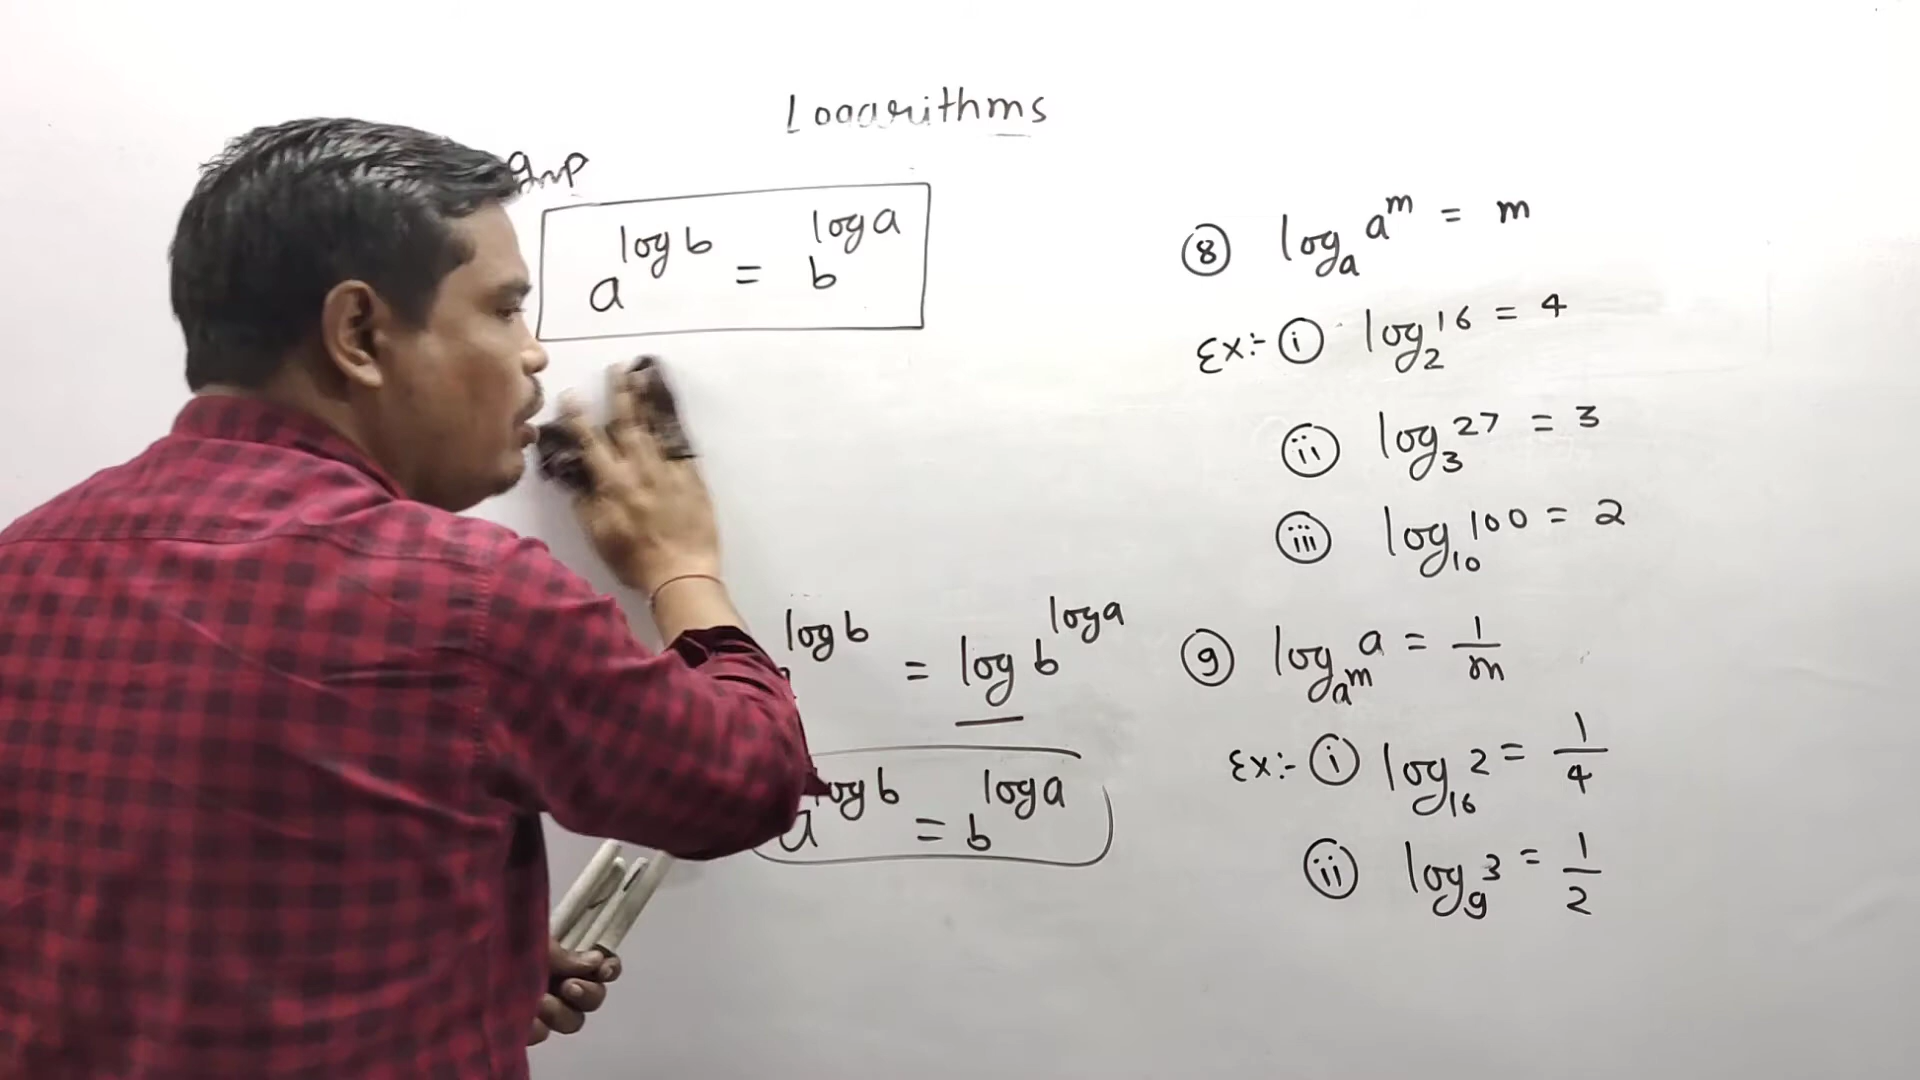 Logarithms
a^log b = b^log a
log b = log b^log a
a^log b = b^log a
⑧ log_a a^m = m
Ex:- ⓘ log_2 16 = 4
ⅱ log_3 27 = 3
ⅲ log_10 100 = 2
⑨ log_a^m a = 1/m
Ex:- ⓘ log_16 2 = 1/4
ⅱ log_9 3 = 1/2